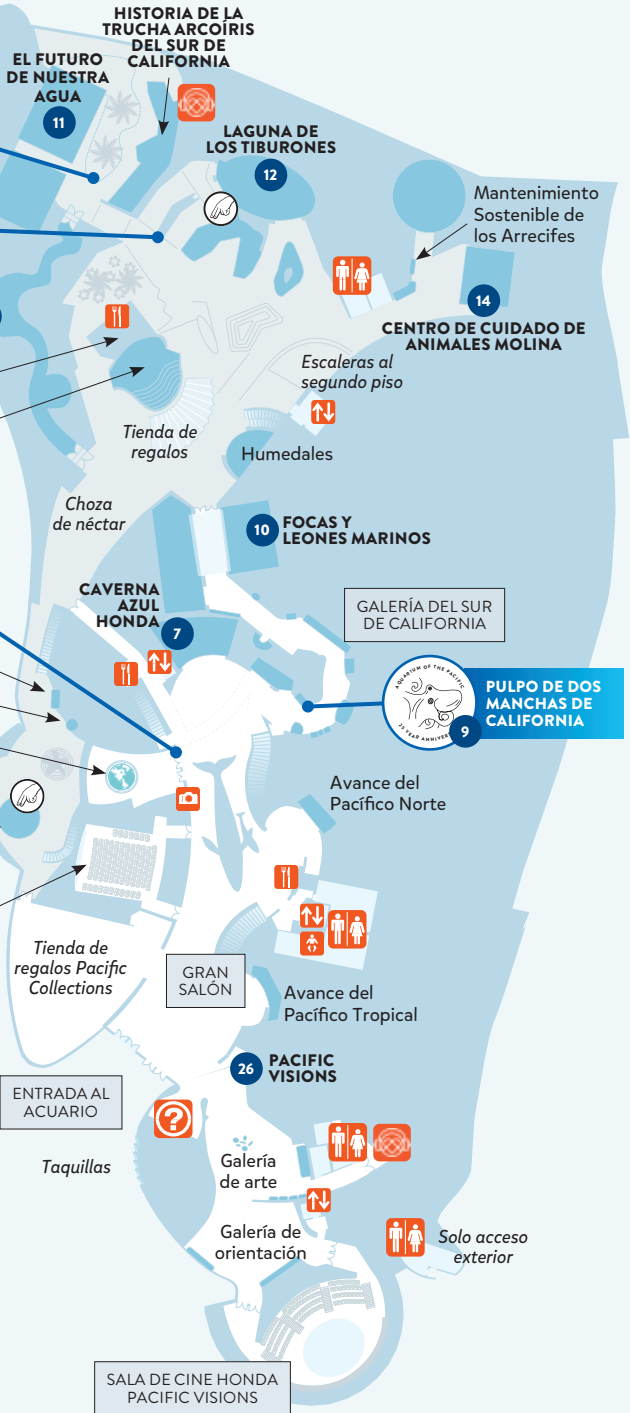 HISTORIA DE LA
TRUCHA ARCOÍRIS
DEL SUR DE
CALIFORNIA
EL FUTURO
DE NUESTRA
AGUA
11
LAGUNA DE
LOS TIBURONES
12
Mantenimiento
Sostenible de
los Arrecifes
14
CENTRO DE CUIDADO DE
ANIMALES MOLINA
Escaleras al
segundo piso
Tienda de
regalos
Humedales
Choza
de néctar
10
FOCAS Y
LEONES MARINOS
CAVERNA
AZUL
HONDA
7
GALERÍA DEL SUR
DE CALIFORNIA
AQUARIUM OF THE PACIFIC
25 YEAR ANNIVER
PULPO DE DOS
MANCHAS DE
CALIFORNIA
9
Avance del
Pacífico Norte
Tienda de
regalos Pacific
Collections
GRAN
SALÓN
Avance del
Pacífico Tropical
26
PACIFIC
VISIONS
ENTRADA AL
ACUARIO
?
Taquillas
Galería
de arte
Galería de
orientación
Solo acceso
exterior
SALA DE CINE HONDA
PACIFIC VISIONS